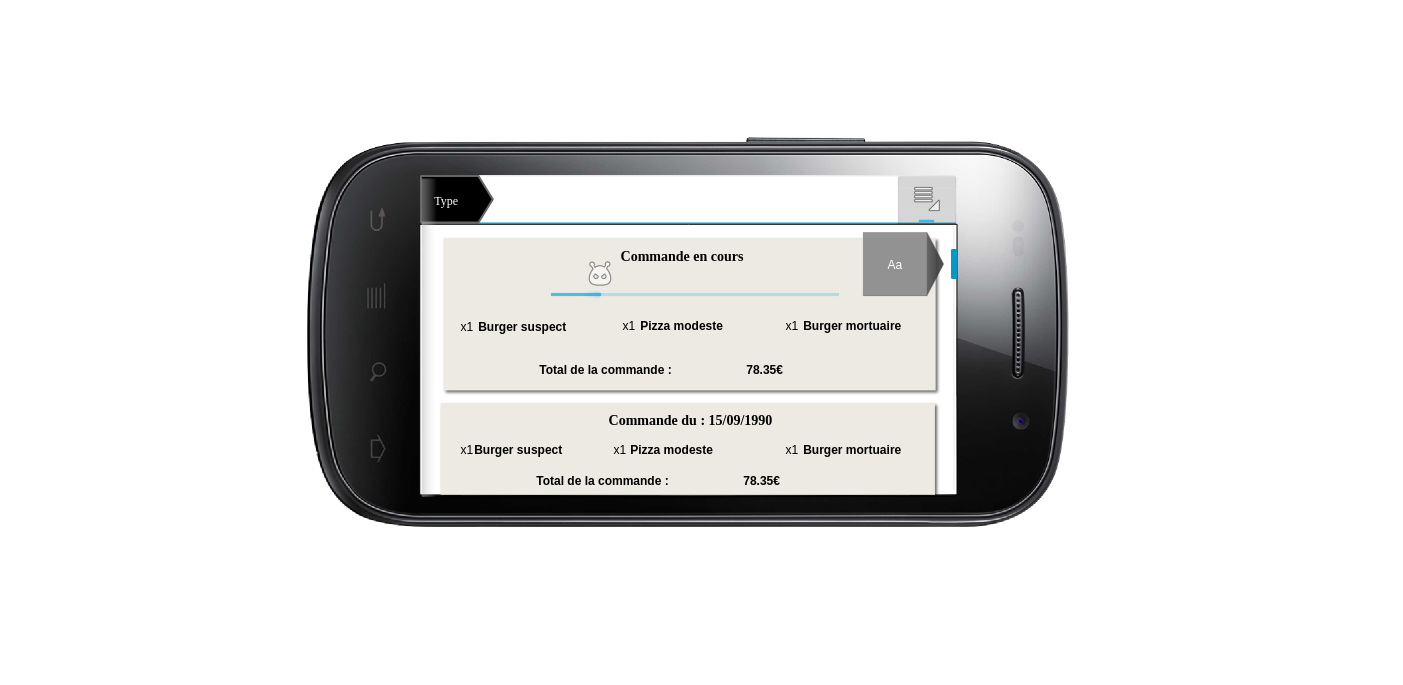 Type
Commande en cours
Aa
x1 Burger suspect x1 Pizza modeste x1 Burger mortuaire
Total de la commande : 78.35€
Commande du : 15/09/1990
x1Burger suspect x1 Pizza modeste x1 Burger mortuaire
Total de la commande : 78.35€